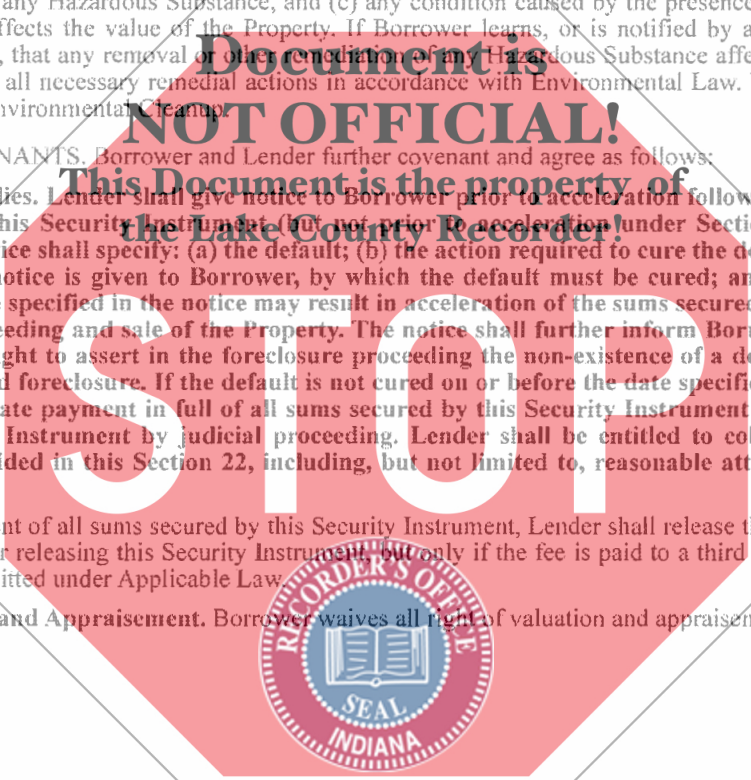 any Hazardous Substance, and (c) any condition caused by the presence
ffects the value of the Property. If Borrower learns, or is notified by a
, that any removal or other remediation of any Hazardous Substance affe
all necessary remedial actions in accordance with Environmental Law.
nvironmental Cleanup.
Document is
NOT OFFICIAL!
This Document is the property of
the Lake County Recorder!
NANTS. Borrower and Lender further covenant and agree as follows:
dies. Lender shall give notice to Borrower prior to acceleration follow
his Security Instrument (but not prior to acceleration under Secti
ice shall specify: (a) the default; (b) the action required to cure the d
notice is given to Borrower, by which the default must be cured; an
e specified in the notice may result in acceleration of the sums secured
eeding and sale of the Property. The notice shall further inform Borr
ght to assert in the foreclosure proceeding the non-existence of a de
d foreclosure. If the default is not cured on or before the date specifi
ate payment in full of all sums secured by this Security Instrument
Instrument by judicial proceeding. Lender shall be entitled to col
ided in this Section 22, including, but not limited to, reasonable att
STOP
nt of all sums secured by this Security Instrument, Lender shall release t
r releasing this Security Instrument, but only if the fee is paid to a third
itted under Applicable Law.
and Appraisement. Borrower waives all right of valuation and appraisen
RECORDER'S OFFICE
SEAL
INDIANA